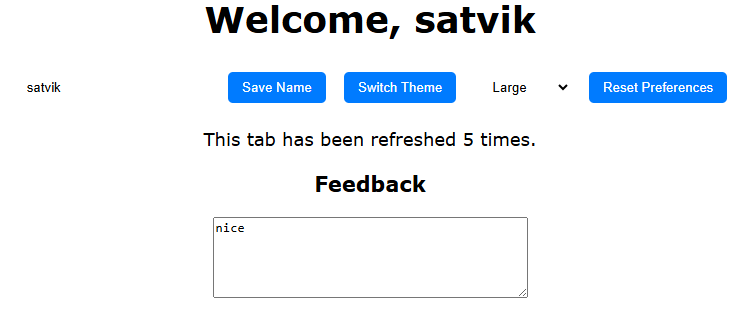 Welcome, satvik
satvik Save Name Switch Theme Large Reset Preferences
This tab has been refreshed 5 times.
Feedback
nice